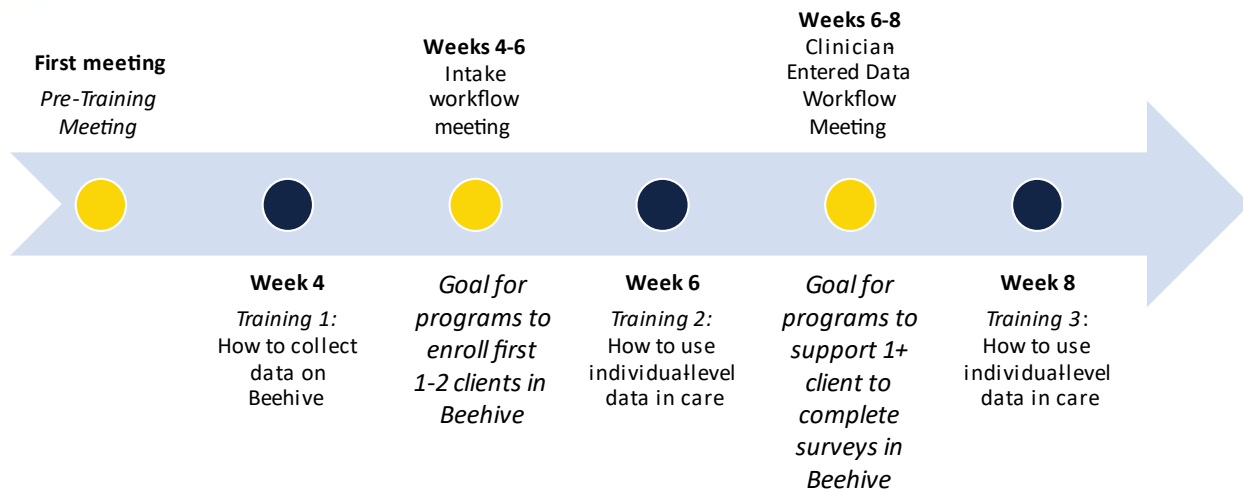 First meeting
Pre-Training
Meeting
Weeks 4-6
Intake
workflow
meeting
Weeks 6-8
Clinician-
Entered Data
Workflow
Meeting
Week 4
Training 1:
How to collect
data on
Beehive
Goal for
programs to
enroll first
1-2 clients in
Beehive
Week 6
Training 2:
How to use
individual-level
data in care
Goal for
programs to
support 1+
client to
complete
surveys in
Beehive
Week 8
Training 3:
How to use
individual-level
data in care